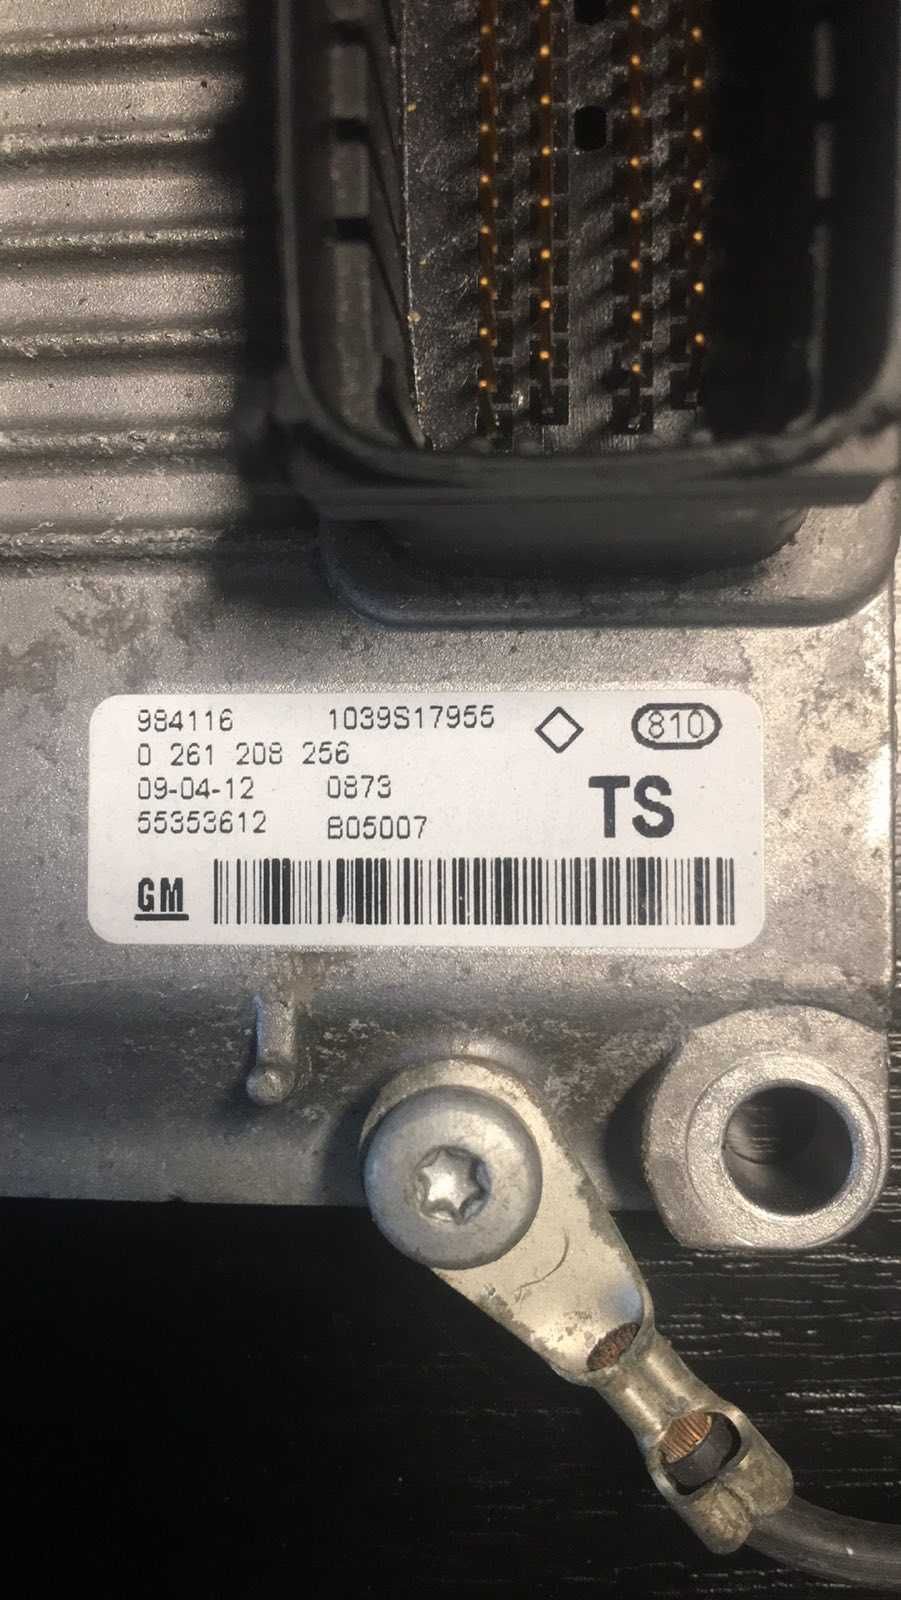 984116 1039S17955 810
0 261 208 256
09-04-12 0873 TS
55353612 B05007
GM